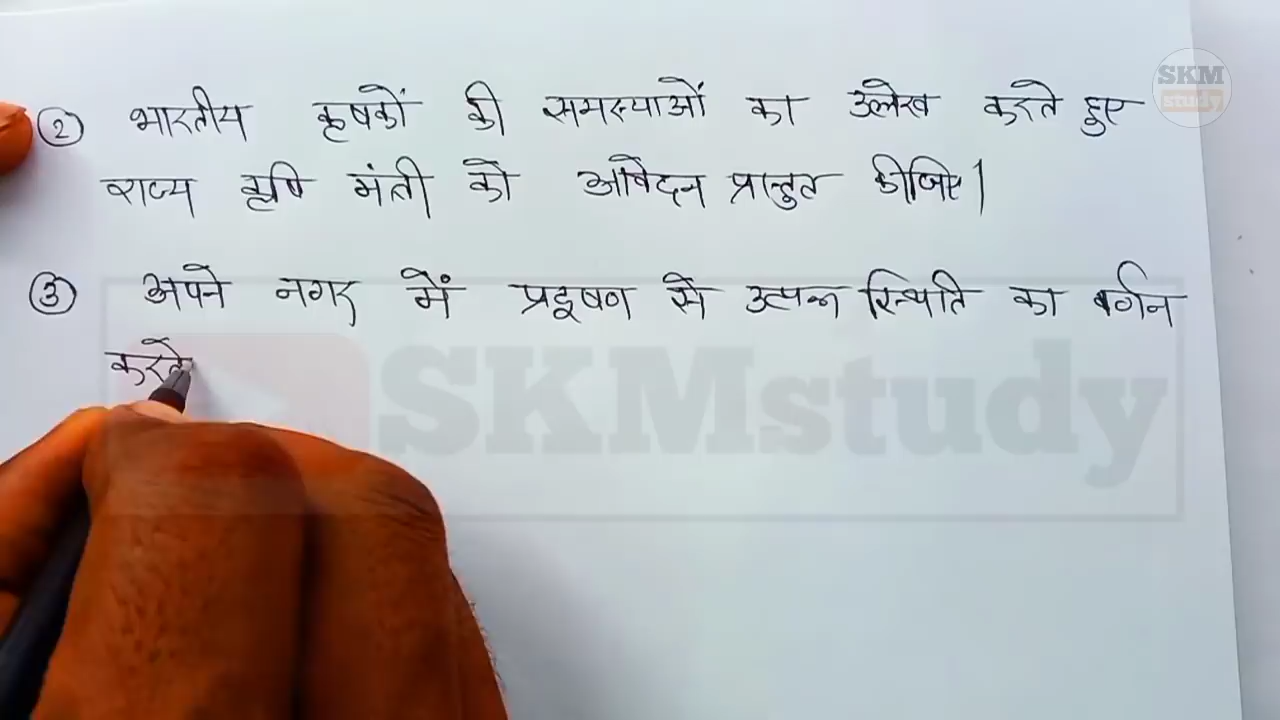 ② भारतीय कृषकों की समस्याओं का उल्लेख करते हुए
राज्य कृषि मंत्री को आवेदन प्रस्तुत कीजिए।
③ अपने नगर में प्रदूषण से उत्पन्न स्थिति का वर्णन
करते
SKM
study
SKMstudy